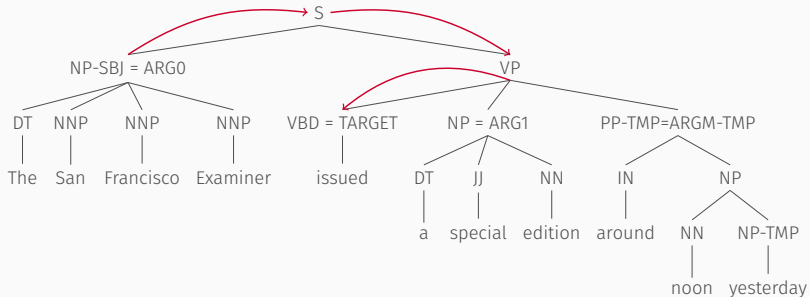 S
NP-SBJ = ARG0 VP
DT NNP NNP NNP VBD = TARGET NP = ARG1 PP-TMP=ARGM-TMP
The San Francisco Examiner issued DT JJ NN IN NP
a special edition around NN NP-TMP
noon yesterday